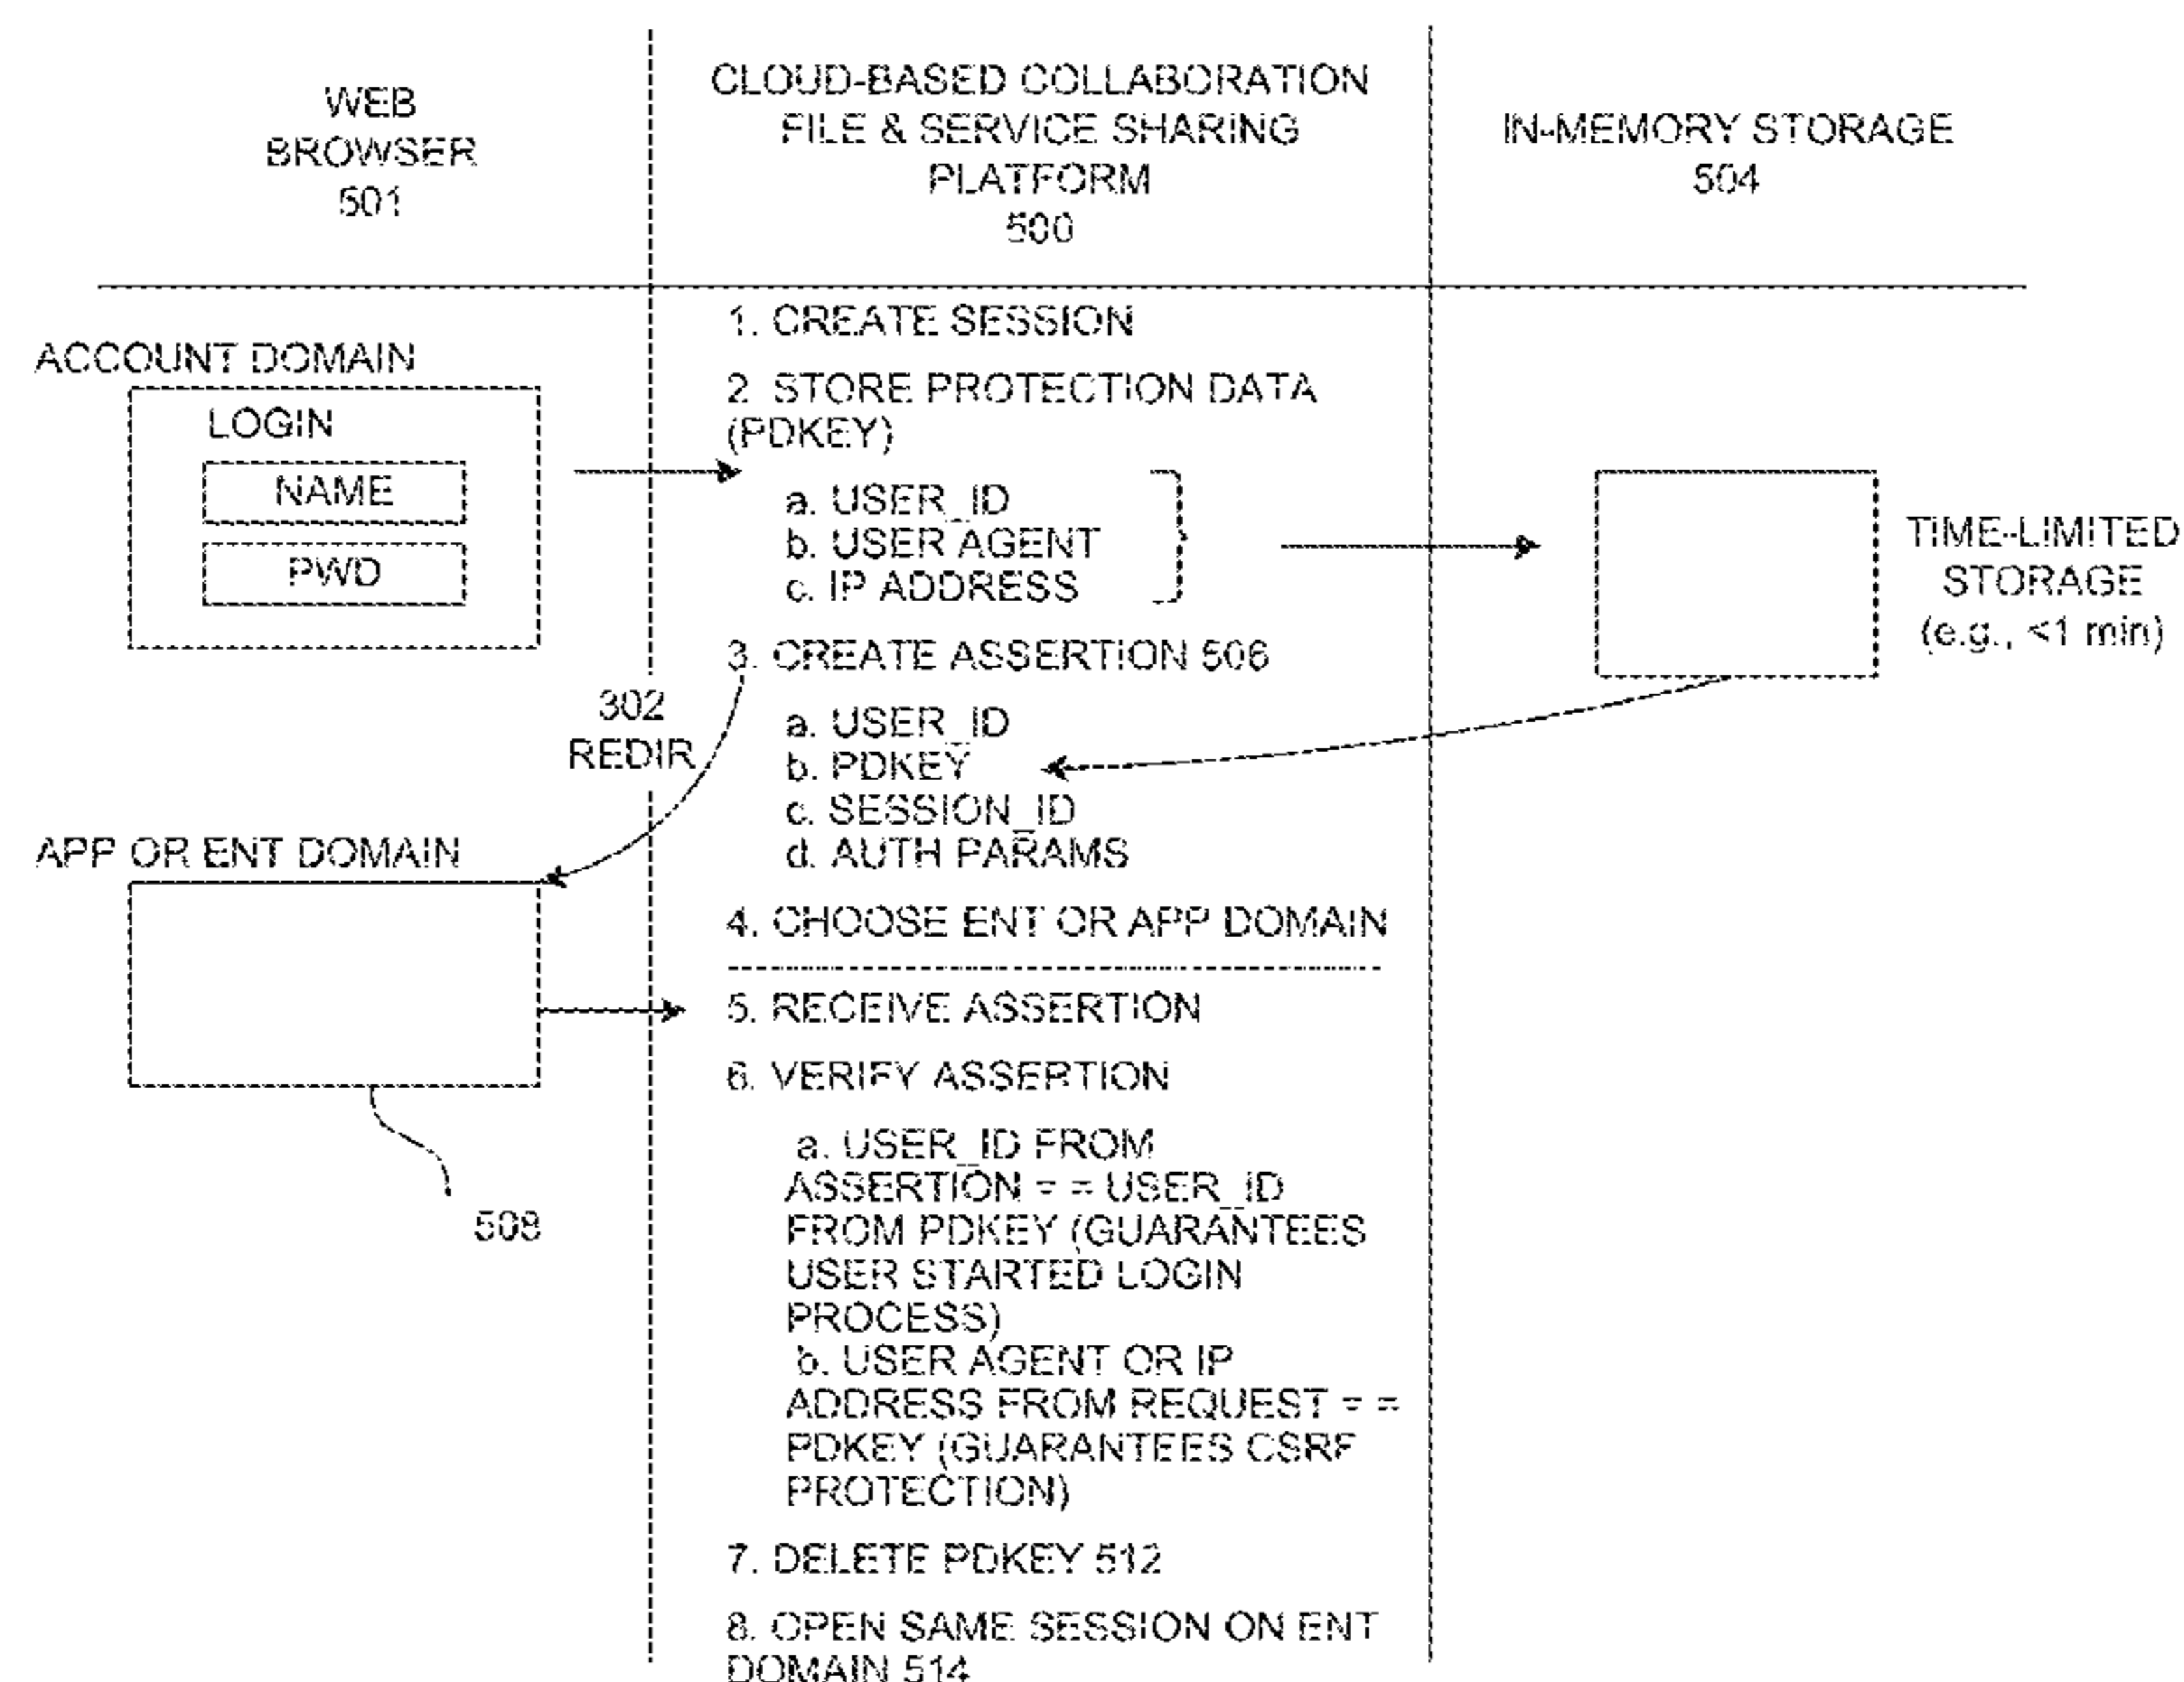 WEB
BROWSER
501
CLOUD-BASED COLLABORATION
FILE & SERVICE SHARING
PLATFORM
500
IN-MEMORY STORAGE
504
ACCOUNT DOMAIN
LOGIN
NAME
PWD
302
REDIR
APP OR ENT DOMAIN
508
1. CREATE SESSION
2. STORE PROTECTION DATA
(PDKEY)
a. USER_ID
b. USER AGENT
c. IP ADDRESS
3. CREATE ASSERTION 506
a. USER_ID
b. PDKEY
c. SESSION_ID
d. AUTH PARAMS
4. CHOOSE ENT OR APP DOMAIN
5. RECEIVE ASSERTION
6. VERIFY ASSERTION
a. USER_ID FROM
ASSERTION = = USER_ID
FROM PDKEY (GUARANTEES
USER STARTED LOGIN
PROCESS)
b. USER AGENT OR IP
ADDRESS FROM REQUEST = =
PDKEY (GUARANTEES CSRF
PROTECTION)
7. DELETE PDKEY 512
8. OPEN SAME SESSION ON ENT
DOMAIN 514
TIME-LIMITED
STORAGE
(e.g., <1 min)